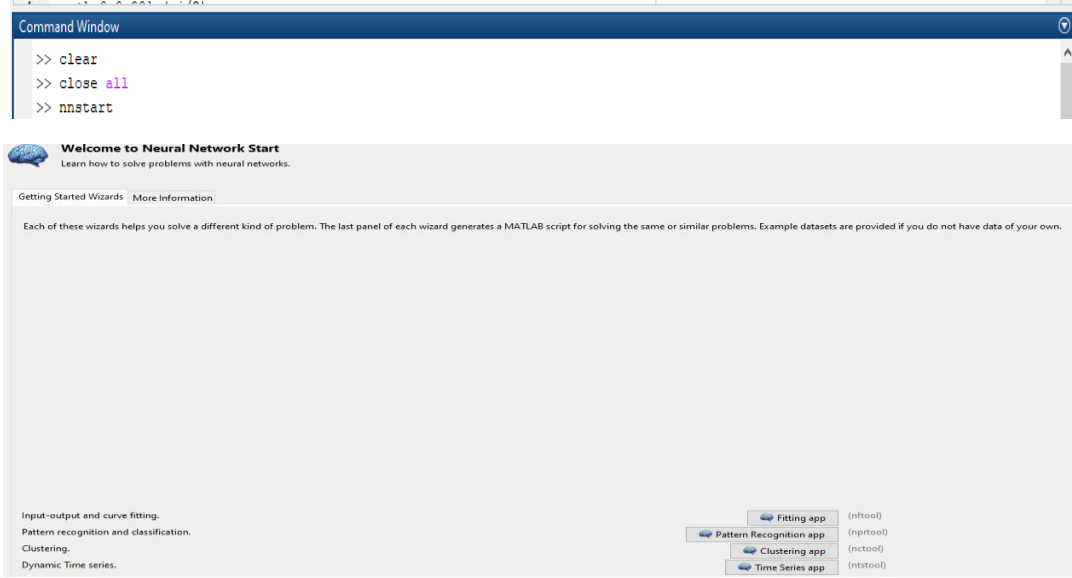 Command Window
>> clear
>> close all
>> nnstart
Welcome to Neural Network Start
Learn how to solve problems with neural networks.
Getting Started Wizards More Information
Each of these wizards helps you solve a different kind of problem. The last panel of each wizard generates a MATLAB script for solving the same or similar problems. Example datasets are provided if you do not have data of your own.
Input-output and curve fitting. Fitting app (nftool)
Pattern recognition and classification. Pattern Recognition app (nprtool)
Clustering. Clustering app (nctool)
Dynamic Time series. Time Series app (ntstool)